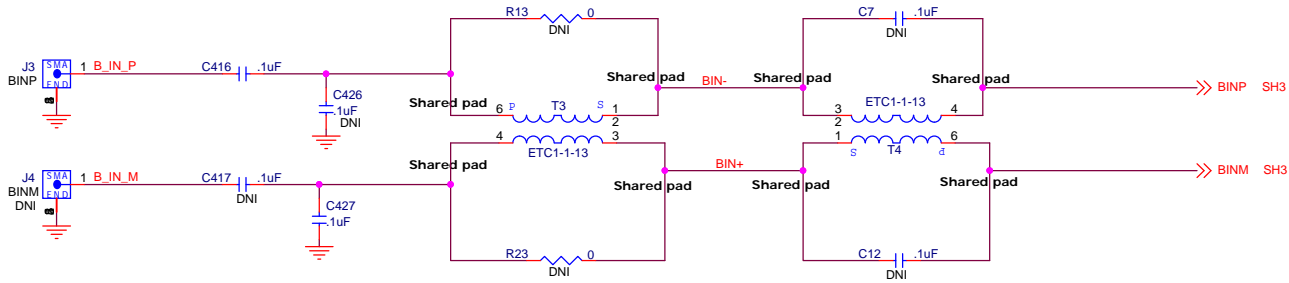 R13 0
DNI
C7 .1uF
DNI
J3
BINP
SMA
END
1 B_IN_P
C416 .1uF
C426
.1uF
DNI
Shared pad
Shared pad
BIN-
Shared pad
Shared pad
BINP SH3
6 P T3 S 1
2
4 3
ETC1-1-13
ETC1-1-13
3 4
2
1 6
S T4 P
Shared pad
Shared pad
BIN+
Shared pad
Shared pad
BINM SH3
J4
BINM
DNI
SMA
END
1 B_IN_M
C417 .1uF
DNI
C427
.1uF
R23 0
DNI
C12 .1uF
DNI